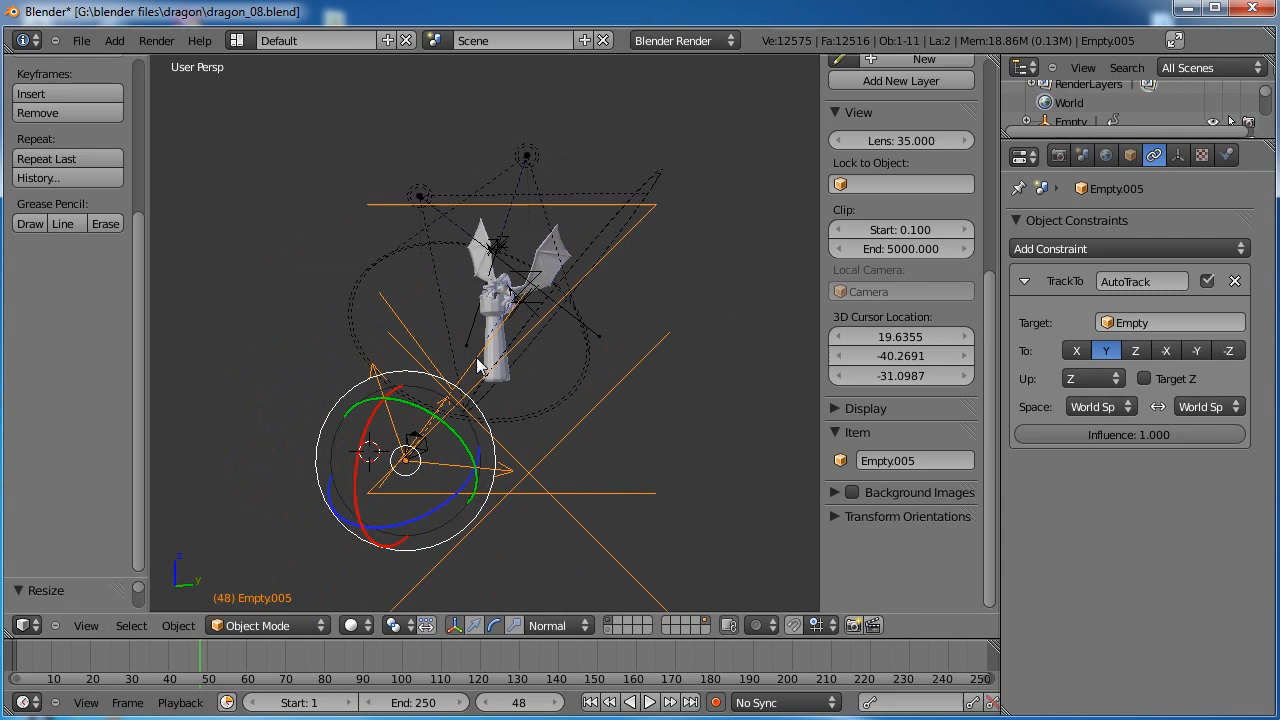 Blender* [G:\blender files\dragon\dragon_08.blend]
File Add Render Help Default Scene Blender Render Ve:12575 | Fa:12516 | Ob:1-11 | La:2 | Mem:18.86M (0.13M) | Empty.005
Keyframes:
Insert
Remove
Repeat:
Repeat Last
History...
Grease Pencil:
Draw Line Erase
Resize
User Persp
z
y
(48) Empty.005
New
Add New Layer
View
Lens: 35.000
Lock to Object:
Clip:
Start: 0.100
End: 5000.000
Local Camera:
Camera
3D Cursor Location:
19.6355
-40.2691
-31.0987
Display
Item
Empty.005
Background Images
Transform Orientations
View Search All Scenes
RenderLayers
World
Empty
Empty.005
Object Constraints
Add Constraint
TrackTo AutoTrack
Target: Empty
To: X Y Z -X -Y -Z
Up: Z Target Z
Space: World Sp World Sp
Influence: 1.000
View Select Object Object Mode Normal
0 10 20 30 40 50 60 70 80 90 100 110 120 130 140 150 160 170 180 190 200 210 220 230 240 250
View Frame Playback Start: 1 End: 250 48 No Sync